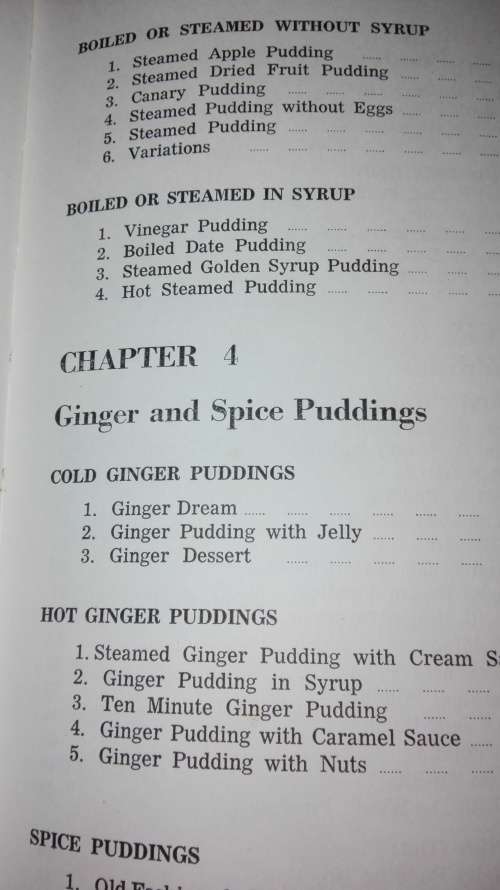 BOILED OR STEAMED WITHOUT SYRUP
1. Steamed Apple Pudding ...... ...... ...... ......
2. Steamed Dried Fruit Pudding ...... ...... ......
3. Canary Pudding ...... ...... ...... ...... ...... ......
4. Steamed Pudding without Eggs ...... ...... ......
5. Steamed Pudding ...... ...... ...... ...... ...... ......
6. Variations ...... ...... ...... ...... ...... ...... ......
BOILED OR STEAMED IN SYRUP
1. Vinegar Pudding ...... ...... ...... ...... ...... ......
2. Boiled Date Pudding ...... ...... ...... ...... ......
3. Steamed Golden Syrup Pudding ...... ...... ......
4. Hot Steamed Pudding ...... ...... ...... ...... ......
CHAPTER 4
Ginger and Spice Puddings
COLD GINGER PUDDINGS
1. Ginger Dream ...... ...... ...... ...... ...... ......
2. Ginger Pudding with Jelly ...... ...... ......
3. Ginger Dessert ...... ...... ...... ...... ......
HOT GINGER PUDDINGS
1. Steamed Ginger Pudding with Cream
2. Ginger Pudding in Syrup ...... ...... ......
3. Ten Minute Ginger Pudding ...... ......
4. Ginger Pudding with Caramel Sauce ......
5. Ginger Pudding with Nuts ...... ...... ......
SPICE PUDDINGS
1. Old